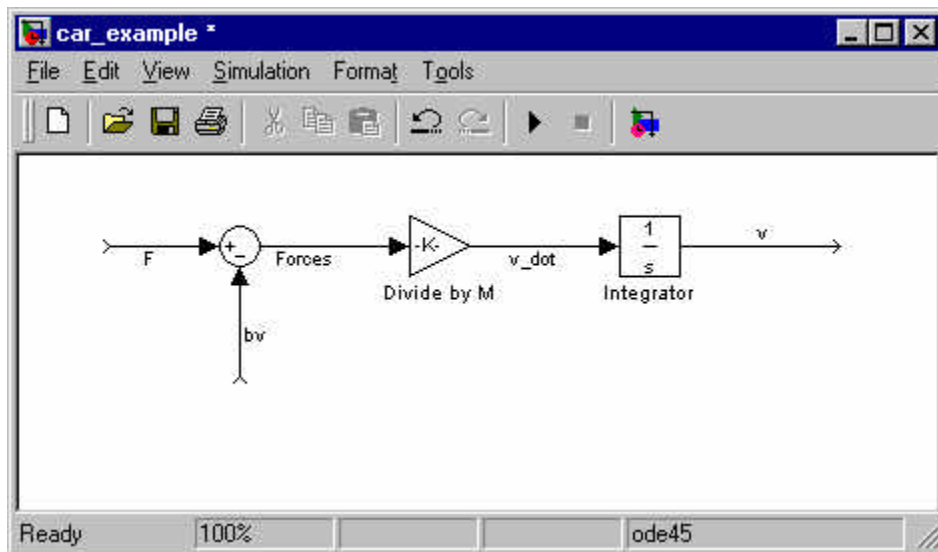 car_example *
File Edit View Simulation Format Tools
F
+
-
Forces
-K-
Divide by M
v_dot
1
s
Integrator
v
bv
Ready 100% ode45